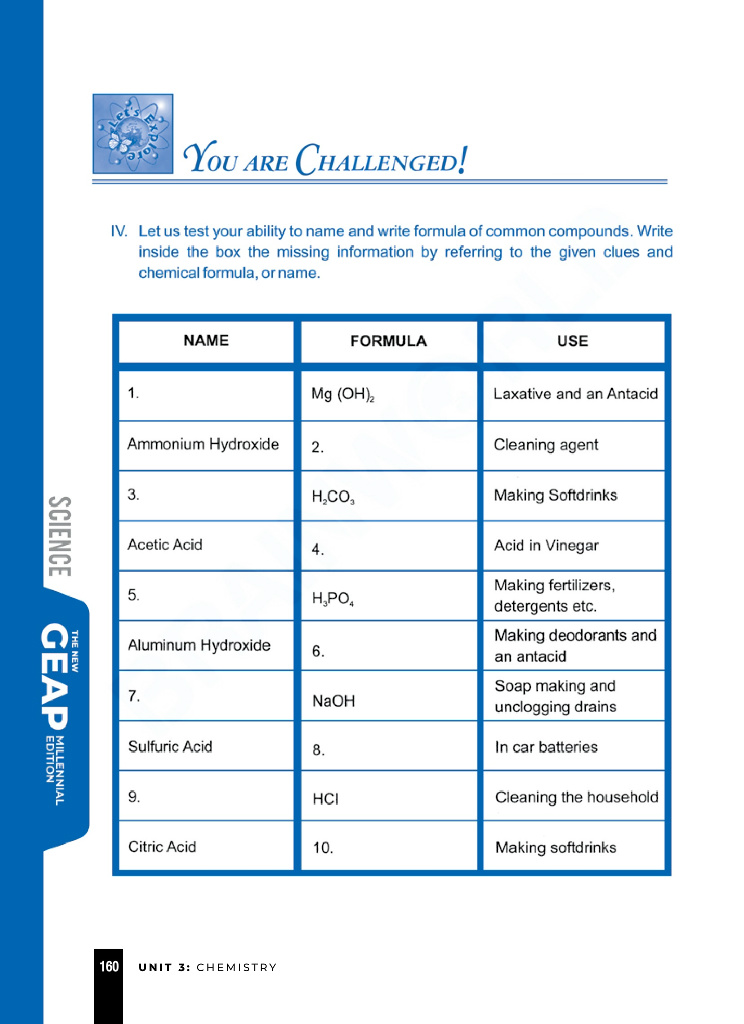 Let's Explore
YOU ARE CHALLENGED!
IV. Let us test your ability to name and write formula of common compounds. Write
inside the box the missing information by referring to the given clues and
chemical formula, or name.
NAME FORMULA USE
1. Mg (OH)₂ Laxative and an Antacid
Ammonium Hydroxide 2. Cleaning agent
3. H₂CO₃ Making Softdrinks
Acetic Acid 4. Acid in Vinegar
5. H₃PO₄ Making fertilizers,
detergents etc.
Aluminum Hydroxide 6. Making deodorants and
an antacid
7. NaOH Soap making and
unclogging drains
Sulfuric Acid 8. In car batteries
9. HCl Cleaning the household
Citric Acid 10. Making softdrinks
SCIENCE
THE NEW
GEAP
MILLENNIAL
EDITION
160 UNIT 3: CHEMISTRY